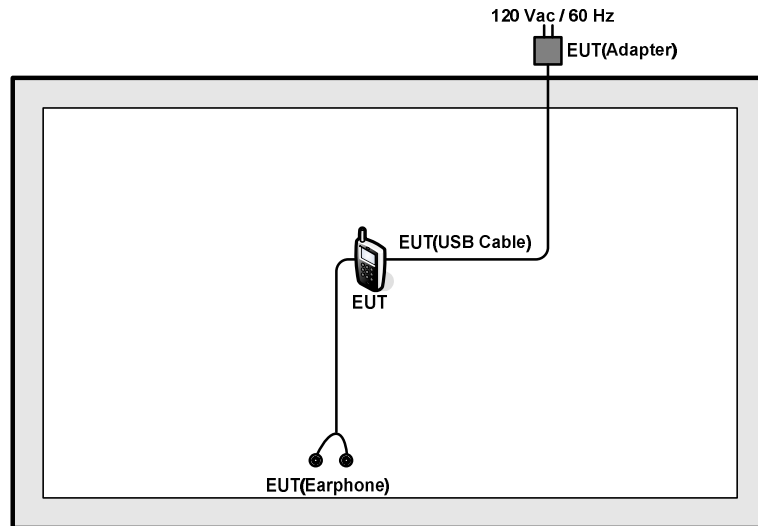 120 Vac / 60 Hz
EUT(Adapter)
EUT(USB Cable)
EUT
EUT(Earphone)